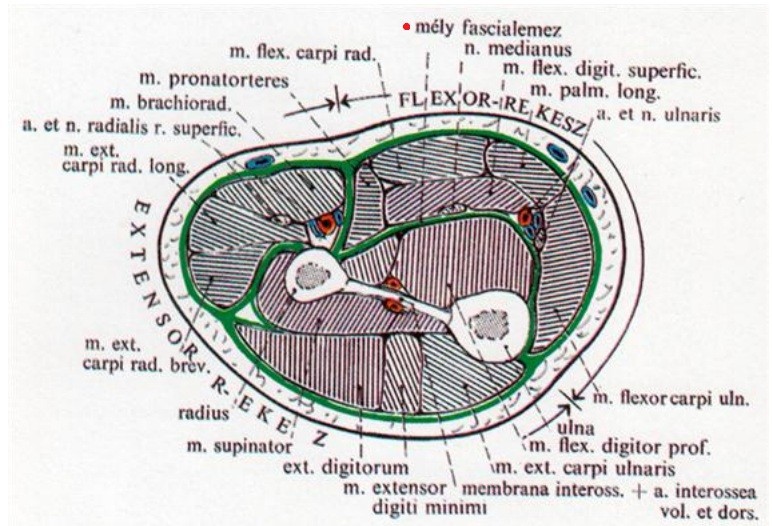 mély fascialemez
n. medianus
m. flex. carpi rad.
m. flex. digit. superfic.
m. pronatorteres
m. palm. long.
m. brachiorad.
a. et n. ulnaris
a. et n. radialis r. superfic.
m. ext.
carpi rad. long.
FLEXOR-REKESZ
EXTENSOR R-EKESZ
m. ext.
carpi rad. brev.
radius
m. supinator
ext. digitorum
m. extensor
digiti minimi
m. flexor carpi uln.
ulna
m. flex. digitor prof.
m. ext. carpi ulnaris
membrana inteross. + a. interossea
vol. et dors.